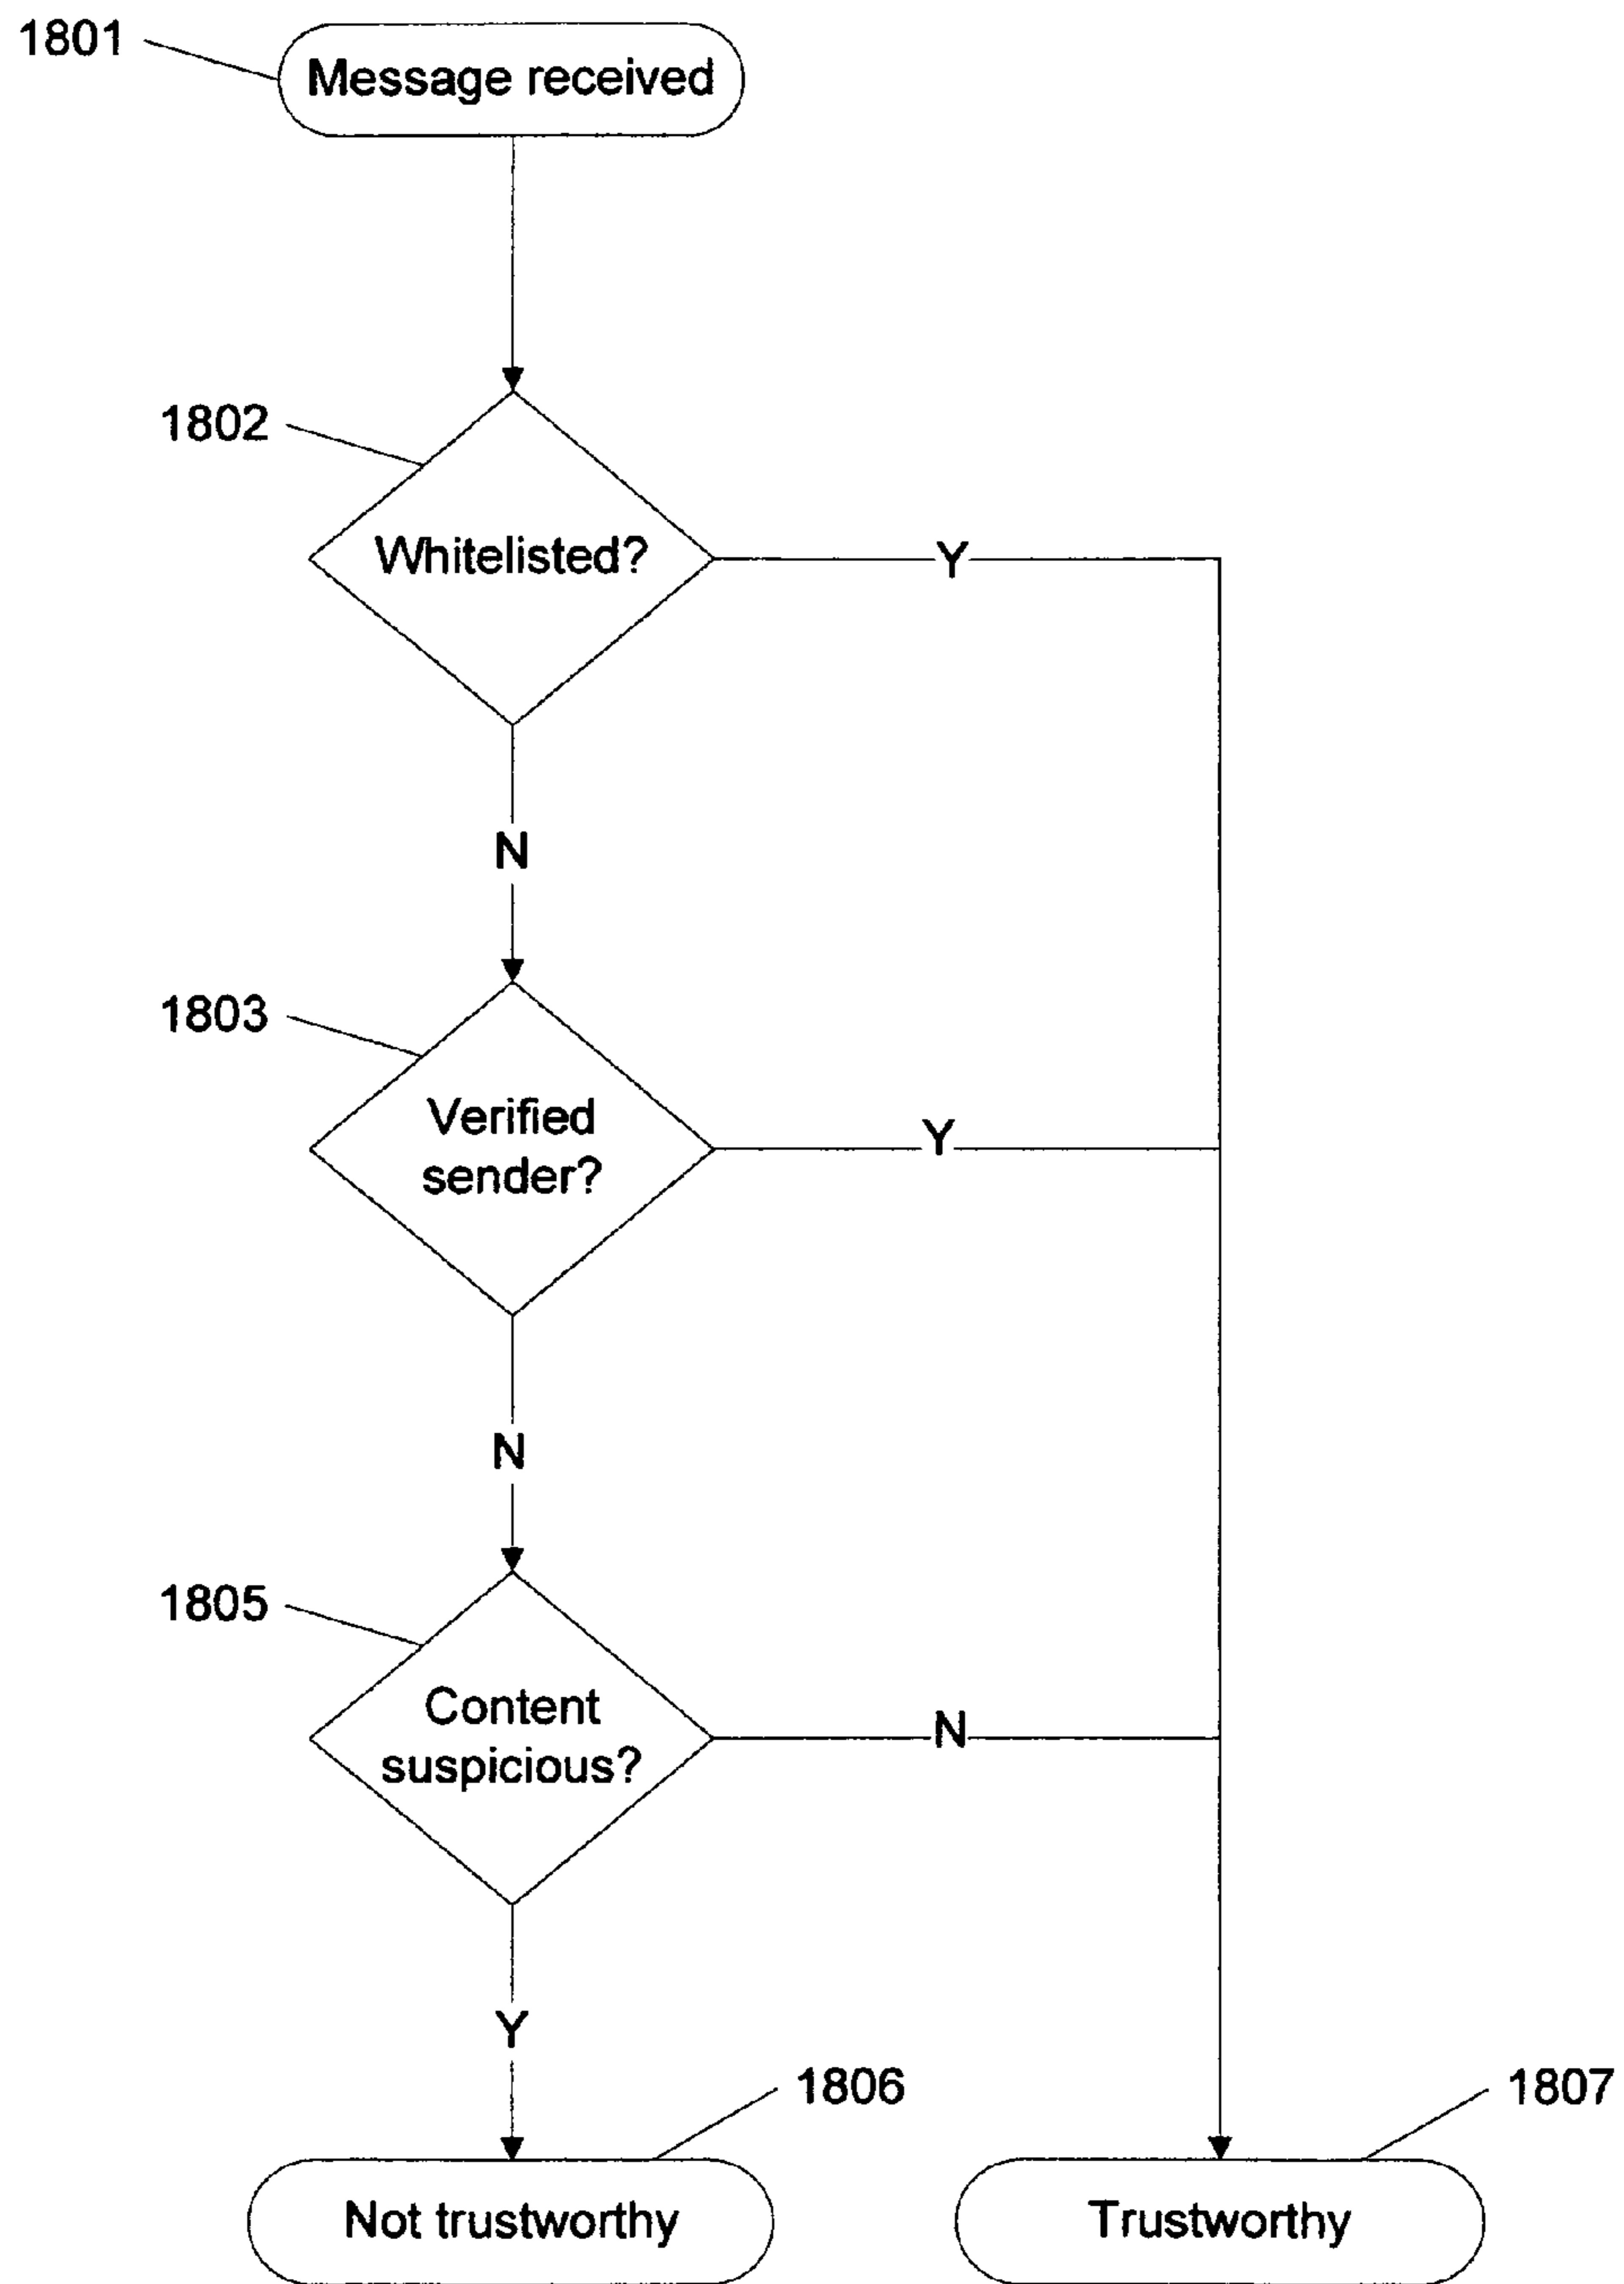 1801
Message received
1802
Whitelisted?
Y
N
1803
Verified
sender?
Y
N
1805
Content
suspicious?
N
Y
1806
1807
Not trustworthy
Trustworthy